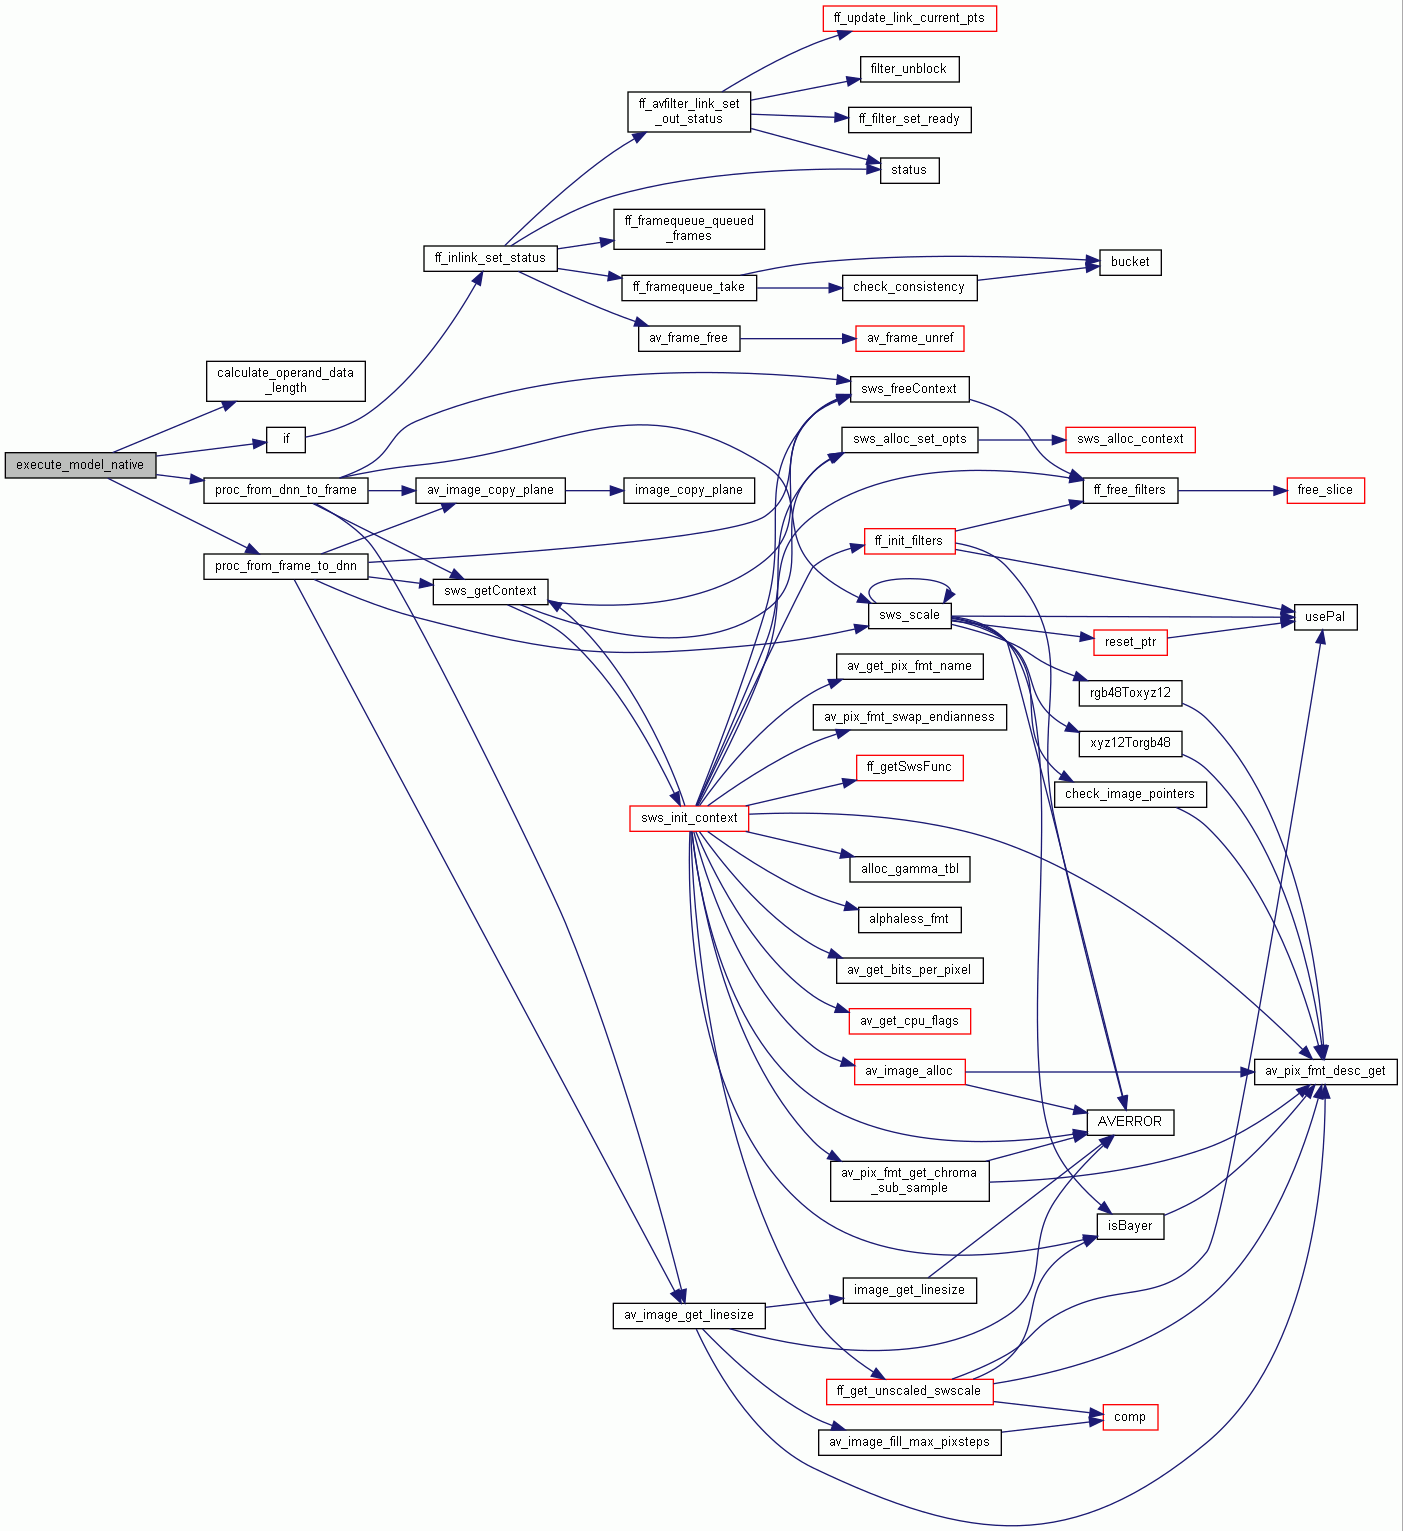 ff_update_link_current_pts
filter_unblock
ff_avfilter_link_set
_out_status
ff_filter_set_ready
status
ff_framequeue_queued
_frames
ff_inlink_set_status
bucket
ff_framequeue_take
check_consistency
av_frame_free
av_frame_unref
calculate_operand_data
_length
sws_freeContext
if
sws_alloc_set_opts
sws_alloc_context
execute_model_native
proc_from_dnn_to_frame
av_image_copy_plane
image_copy_plane
ff_free_filters
free_slice
ff_init_filters
proc_from_frame_to_dnn
sws_getContext
sws_scale
usePal
reset_ptr
av_get_pix_fmt_name
rgb48Toxyz12
av_pix_fmt_swap_endianness
xyz12Torgb48
ff_getSwsFunc
check_image_pointers
sws_init_context
alloc_gamma_tbl
alphaless_fmt
av_get_bits_per_pixel
av_get_cpu_flags
av_image_alloc
av_pix_fmt_desc_get
AVERROR
av_pix_fmt_get_chroma
_sub_sample
isBayer
image_get_linesize
av_image_get_linesize
ff_get_unscaled_swscale
comp
av_image_fill_max_pixsteps